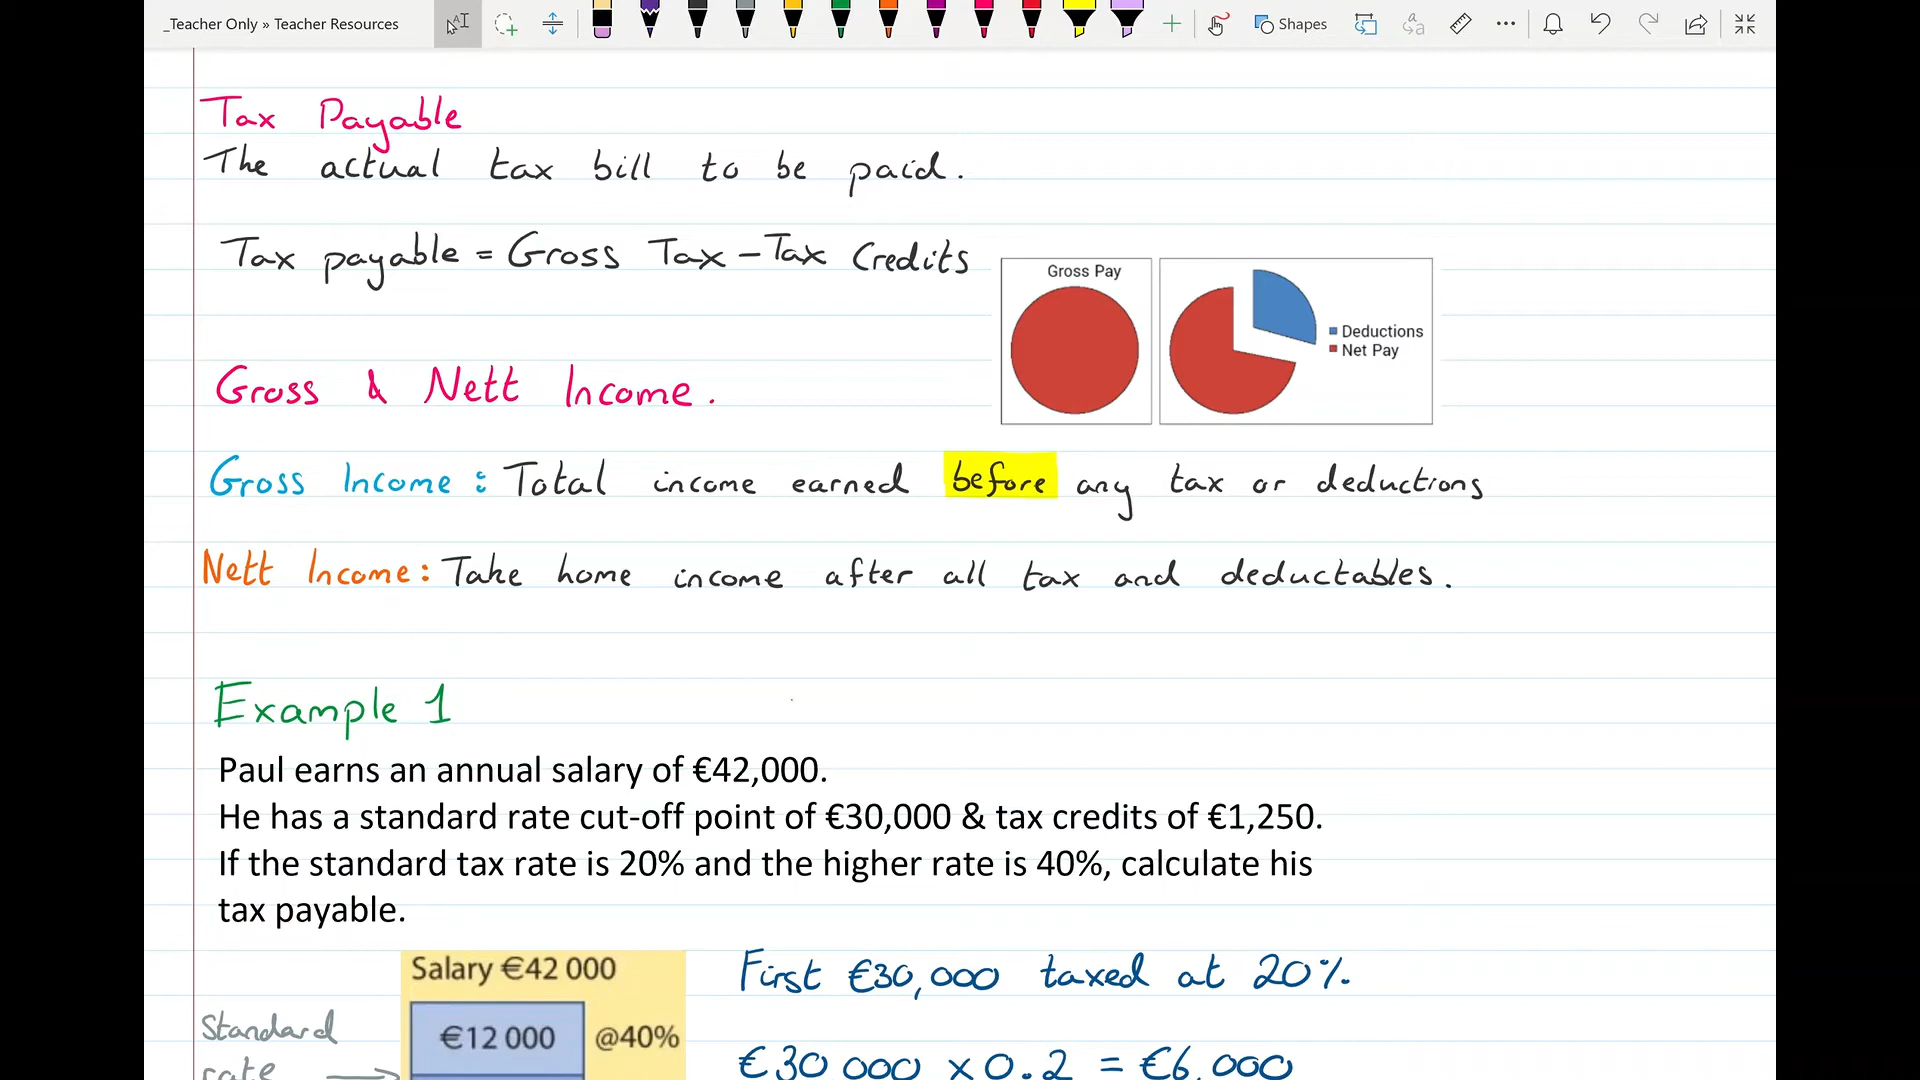 _Teacher Only » Teacher Resources
Shapes
Tax Payable
The actual tax bill to be paid.
Tax payable = Gross Tax – Tax Credits
Gross Pay
Deductions
Net Pay
Gross & Nett Income.
Gross Income: Total income earned before any tax or deductions
Nett Income: Take home income after all tax and deductables.
Example 1
Paul earns an annual salary of €42,000.
He has a standard rate cut-off point of €30,000 & tax credits of €1,250.
If the standard tax rate is 20% and the higher rate is 40%, calculate his
tax payable.
Salary €42 000
€12 000 @40%
Standard
rate
First €30,000 taxed at 20%.
€30 000 x 0.2 = €6,000